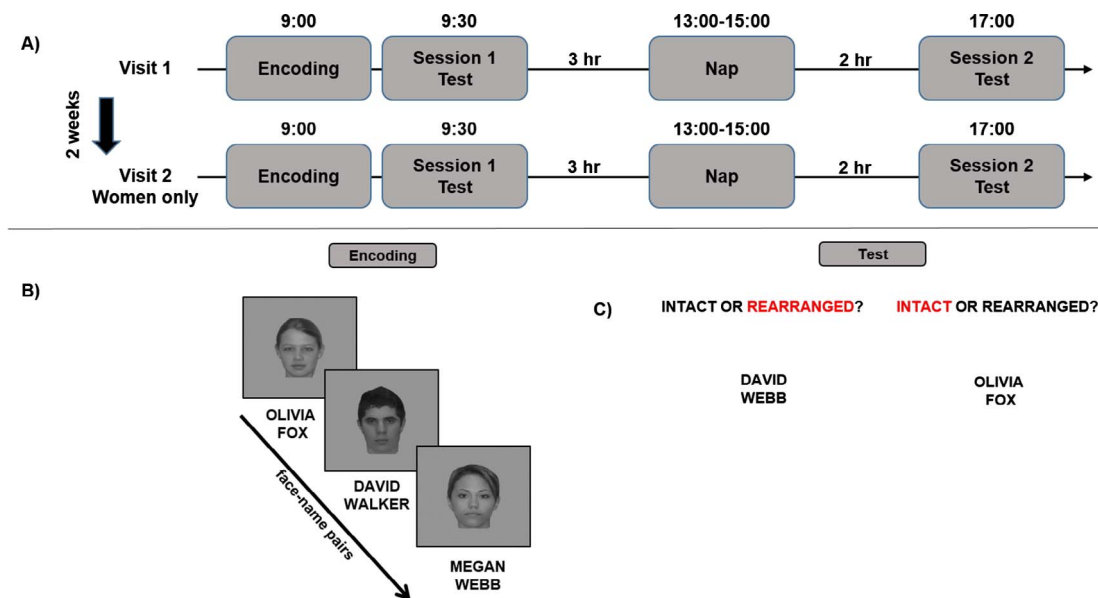 A)
9:00
9:30
13:00-15:00
17:00
Visit 1
Encoding
Session 1
Test
3 hr
Nap
2 hr
Session 2
Test
2 weeks
9:00
9:30
13:00-15:00
17:00
Visit 2
Women only
Encoding
Session 1
Test
3 hr
Nap
2 hr
Session 2
Test
Encoding
Test
B)
OLIVIA
FOX
DAVID
WALKER
MEGAN
WEBB
face-name pairs
C)
INTACT OR REARRANGED?
INTACT OR REARRANGED?
DAVID
WEBB
OLIVIA
FOX